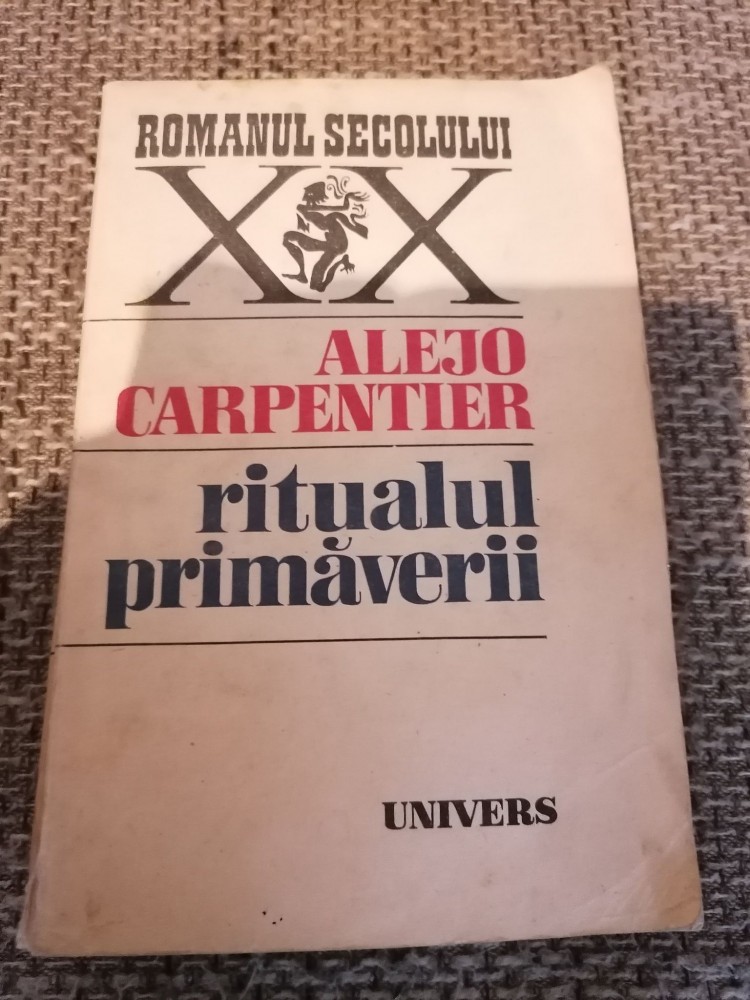 ROMANUL SECOLULUI
XX
ALEJO
CARPENTIER
ritualul
primăverii
UNIVERS